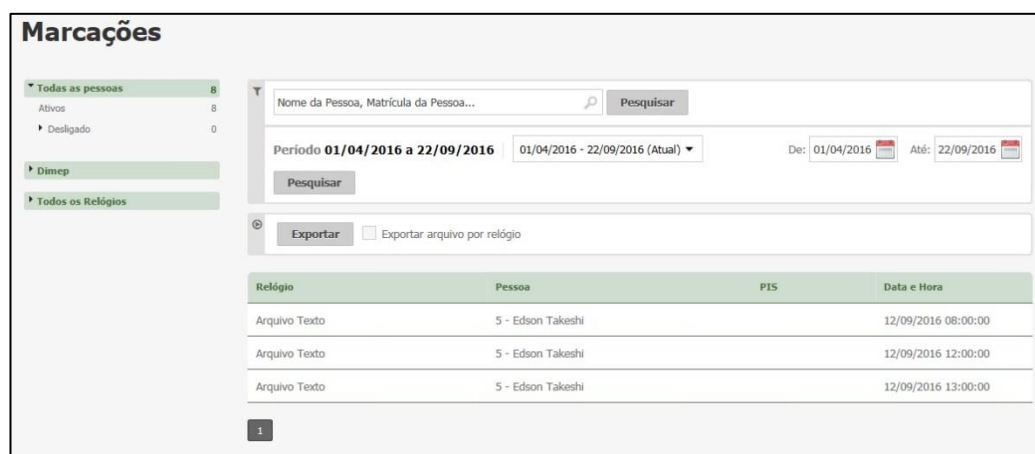 Marcações
Todas as pessoas 8
Ativos 8
Desligado 0
Dimep
Todos os Relógios
Nome da Pessoa, Matrícula da Pessoa... Pesquisar
Período 01/04/2016 a 22/09/2016 01/04/2016 - 22/09/2016 (Atual) De: 01/04/2016 Até: 22/09/2016
Pesquisar
Exportar Exportar arquivo por relógio
Relógio Pessoa PIS Data e Hora
Arquivo Texto 5 - Edson Takeshi 12/09/2016 08:00:00
Arquivo Texto 5 - Edson Takeshi 12/09/2016 12:00:00
Arquivo Texto 5 - Edson Takeshi 12/09/2016 13:00:00
1